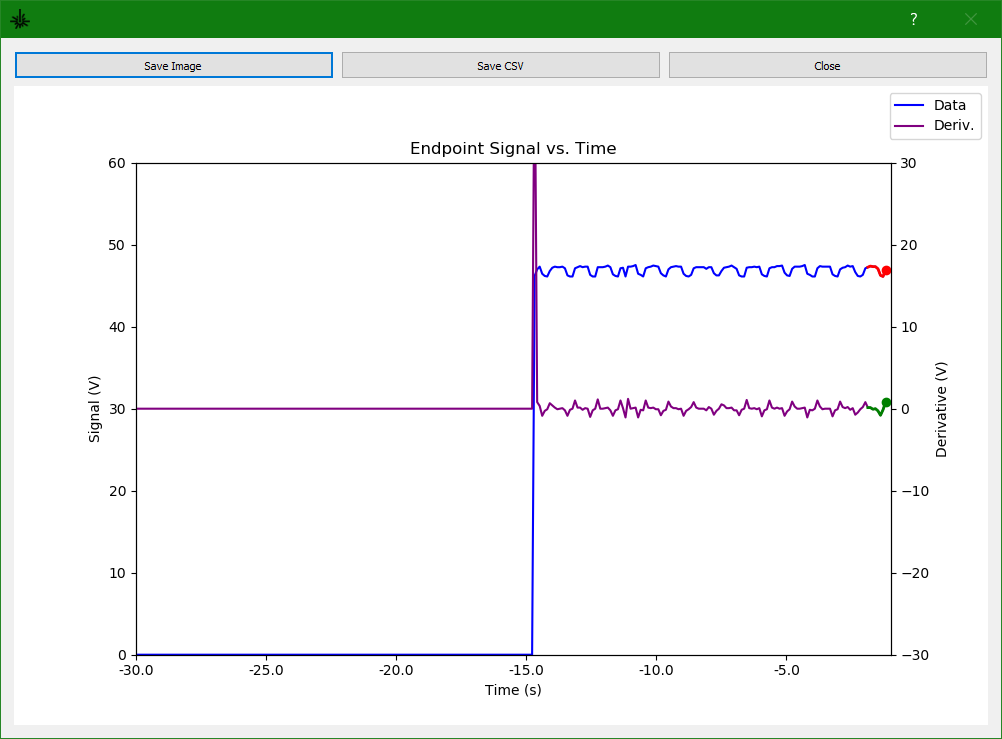 ?
Save Image
Save CSV
Close
Data
Deriv.
Endpoint Signal vs. Time
60
50
40
30
20
10
0
Signal (V)
30
20
10
0
−10
−20
−30
Derivative (V)
-30.0
-25.0
-20.0
-15.0
-10.0
-5.0
Time (s)